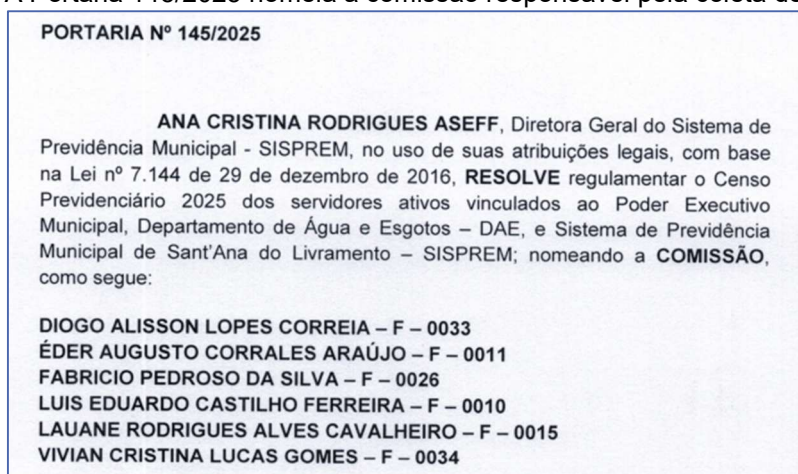 PORTARIA Nº 145/2025
ANA CRISTINA RODRIGUES ASEFF, Diretora Geral do Sistema de
Previdência Municipal - SISPREM, no uso de suas atribuições legais, com base
na Lei nº 7.144 de 29 de dezembro de 2016, RESOLVE regulamentar o Censo
Previdenciário 2025 dos servidores ativos vinculados ao Poder Executivo
Municipal, Departamento de Água e Esgotos – DAE, e Sistema de Previdência
Municipal de Sant'Ana do Livramento – SISPREM; nomeando a COMISSÃO,
como segue:
DIOGO ALISSON LOPES CORREIA – F – 0033
ÉDER AUGUSTO CORRALES ARAÚJO – F – 0011
FABRICIO PEDROSO DA SILVA – F – 0026
LUIS EDUARDO CASTILHO FERREIRA – F – 0010
LAUANE RODRIGUES ALVES CAVALHEIRO – F – 0015
VIVIAN CRISTINA LUCAS GOMES – F – 0034